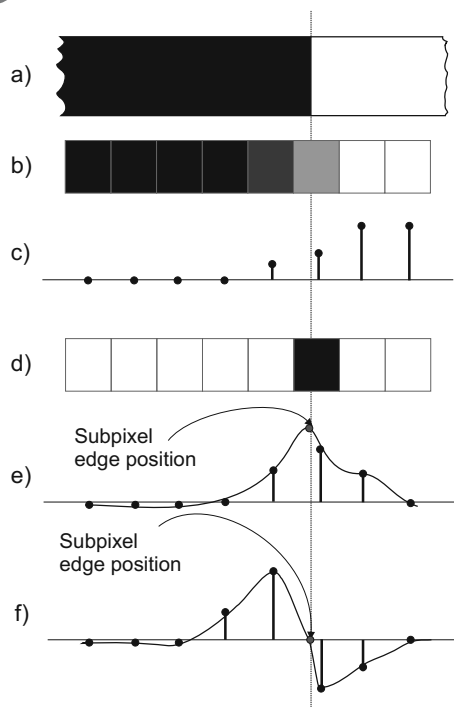 a)
b)
c)
d)
Subpixel
edge position
e)
Subpixel
edge position
f)